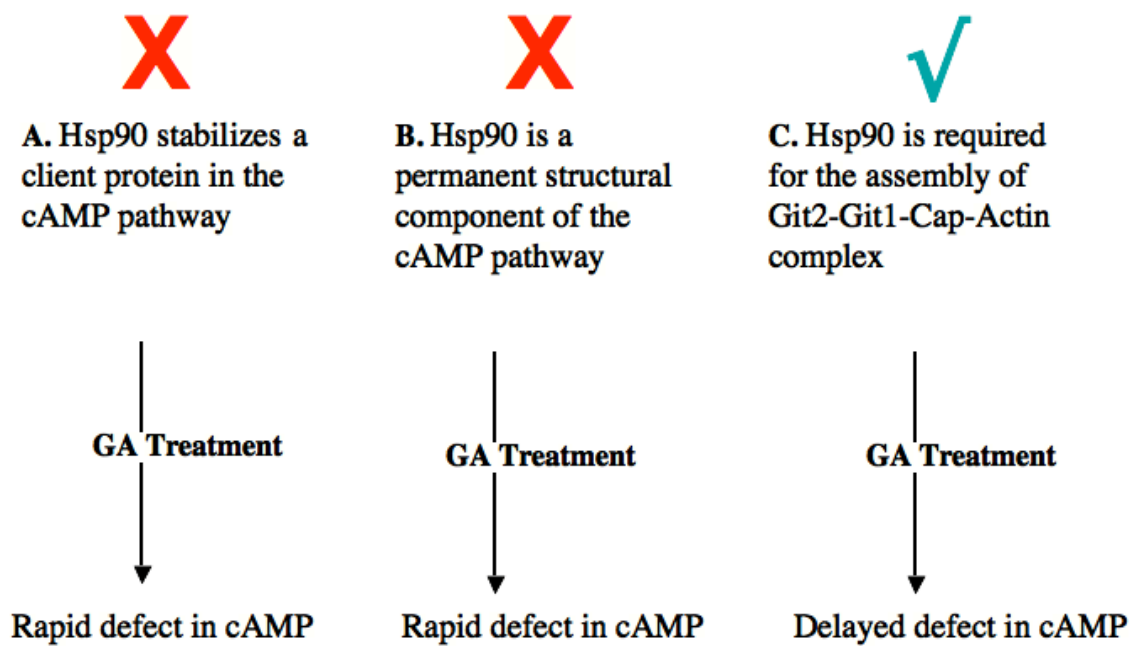 X
X
√
A. Hsp90 stabilizes a
client protein in the
cAMP pathway
B. Hsp90 is a
permanent structural
component of the
cAMP pathway
C. Hsp90 is required
for the assembly of
Git2-Git1-Cap-Actin
complex
GA Treatment
GA Treatment
GA Treatment
Rapid defect in cAMP
Rapid defect in cAMP
Delayed defect in cAMP